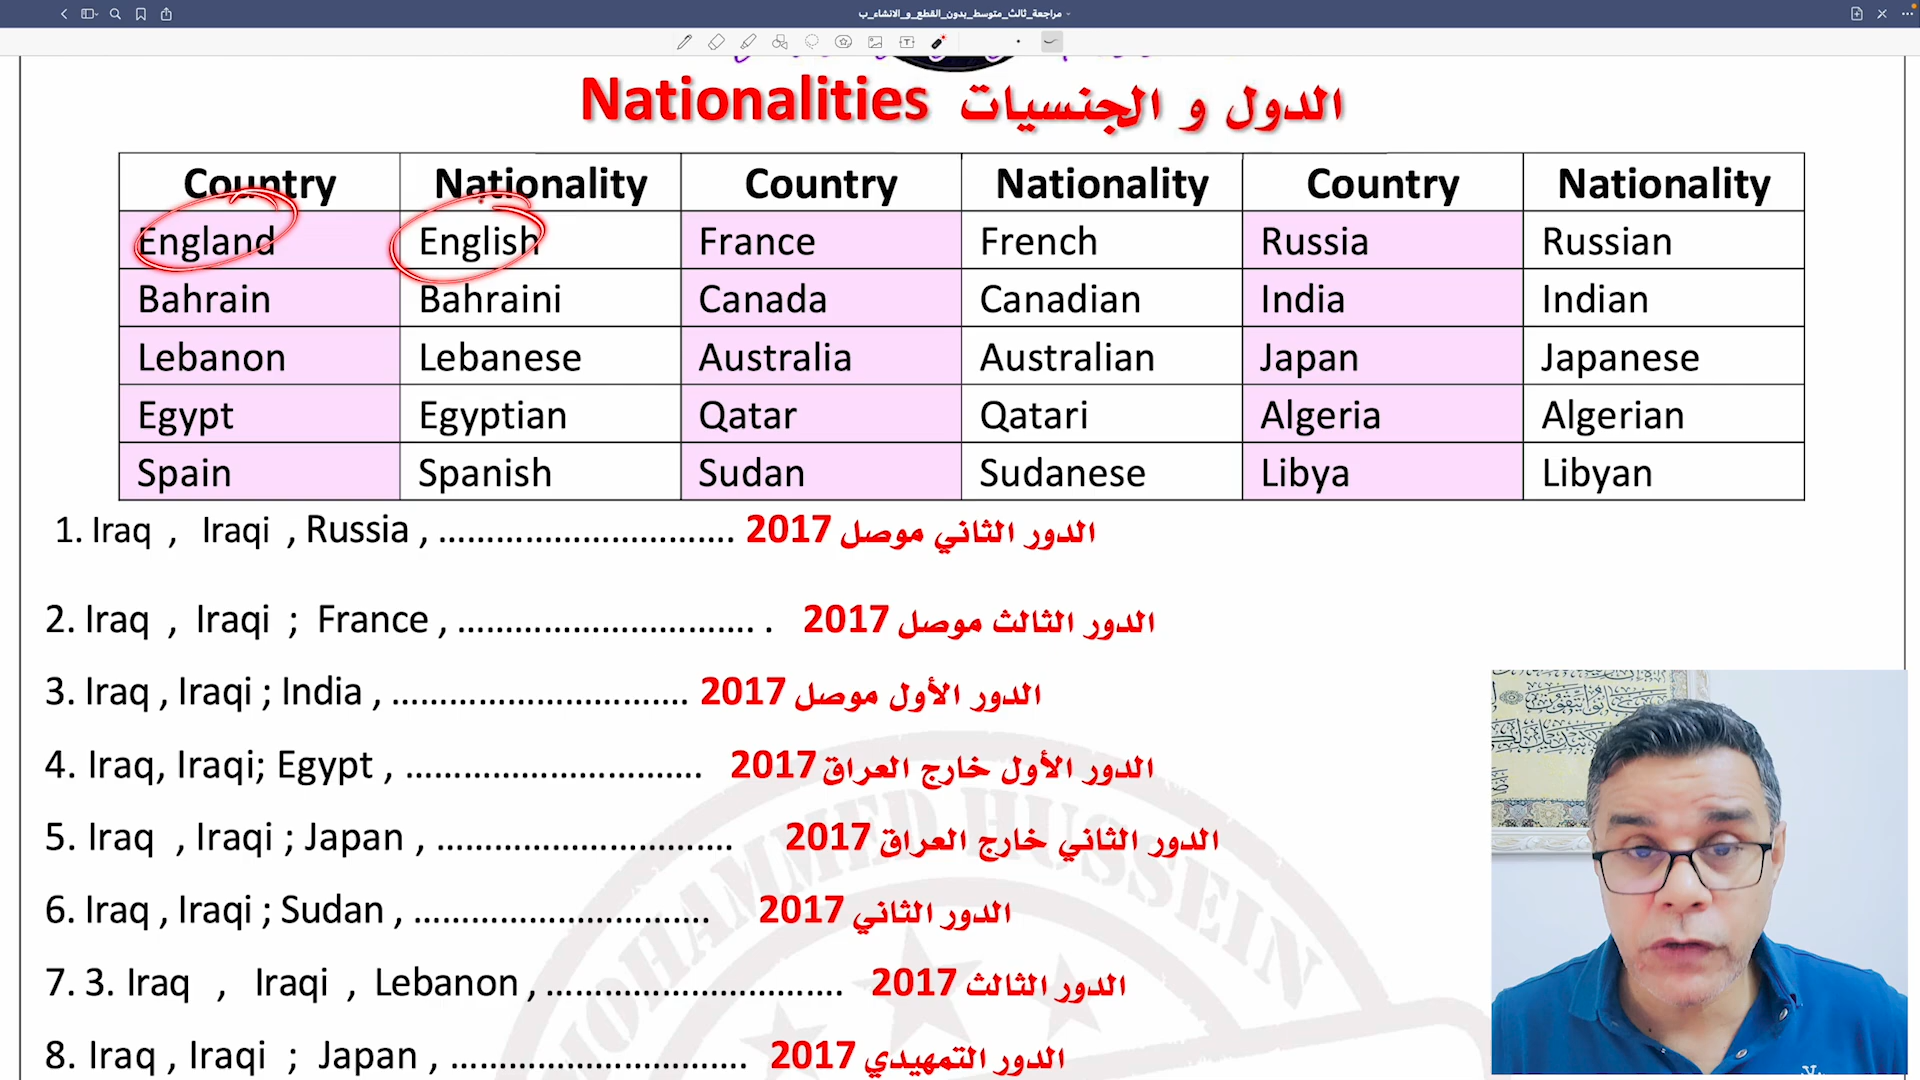 مراجعة_ثالث_متوسط_بدون_القطع_و_الانشاء_ب
الدول و الجنسيات Nationalities
Country Nationality Country Nationality Country Nationality
England English France French Russia Russian
Bahrain Bahraini Canada Canadian India Indian
Lebanon Lebanese Australia Australian Japan Japanese
Egypt Egyptian Qatar Qatari Algeria Algerian
Spain Spanish Sudan Sudanese Libya Libyan
1. Iraq , Iraqi , Russia , ............................. الدور الثاني موصل 2017
2. Iraq , Iraqi ; France , ............................. . الدور الثالث موصل 2017
3. Iraq , Iraqi ; India , ............................. الدور الأول موصل 2017
4. Iraq, Iraqi; Egypt , ............................. الدور الأول خارج العراق 2017
5. Iraq , Iraqi ; Japan , ............................. الدور الثاني خارج العراق 2017
6. Iraq , Iraqi ; Sudan , ............................. الدور الثاني 2017
7. 3. Iraq , Iraqi , Lebanon , ............................. الدور الثالث 2017
8. Iraq , Iraqi ; Japan , ............................. الدور التمهيدي 2017
MOHAMMED HUSSEIN